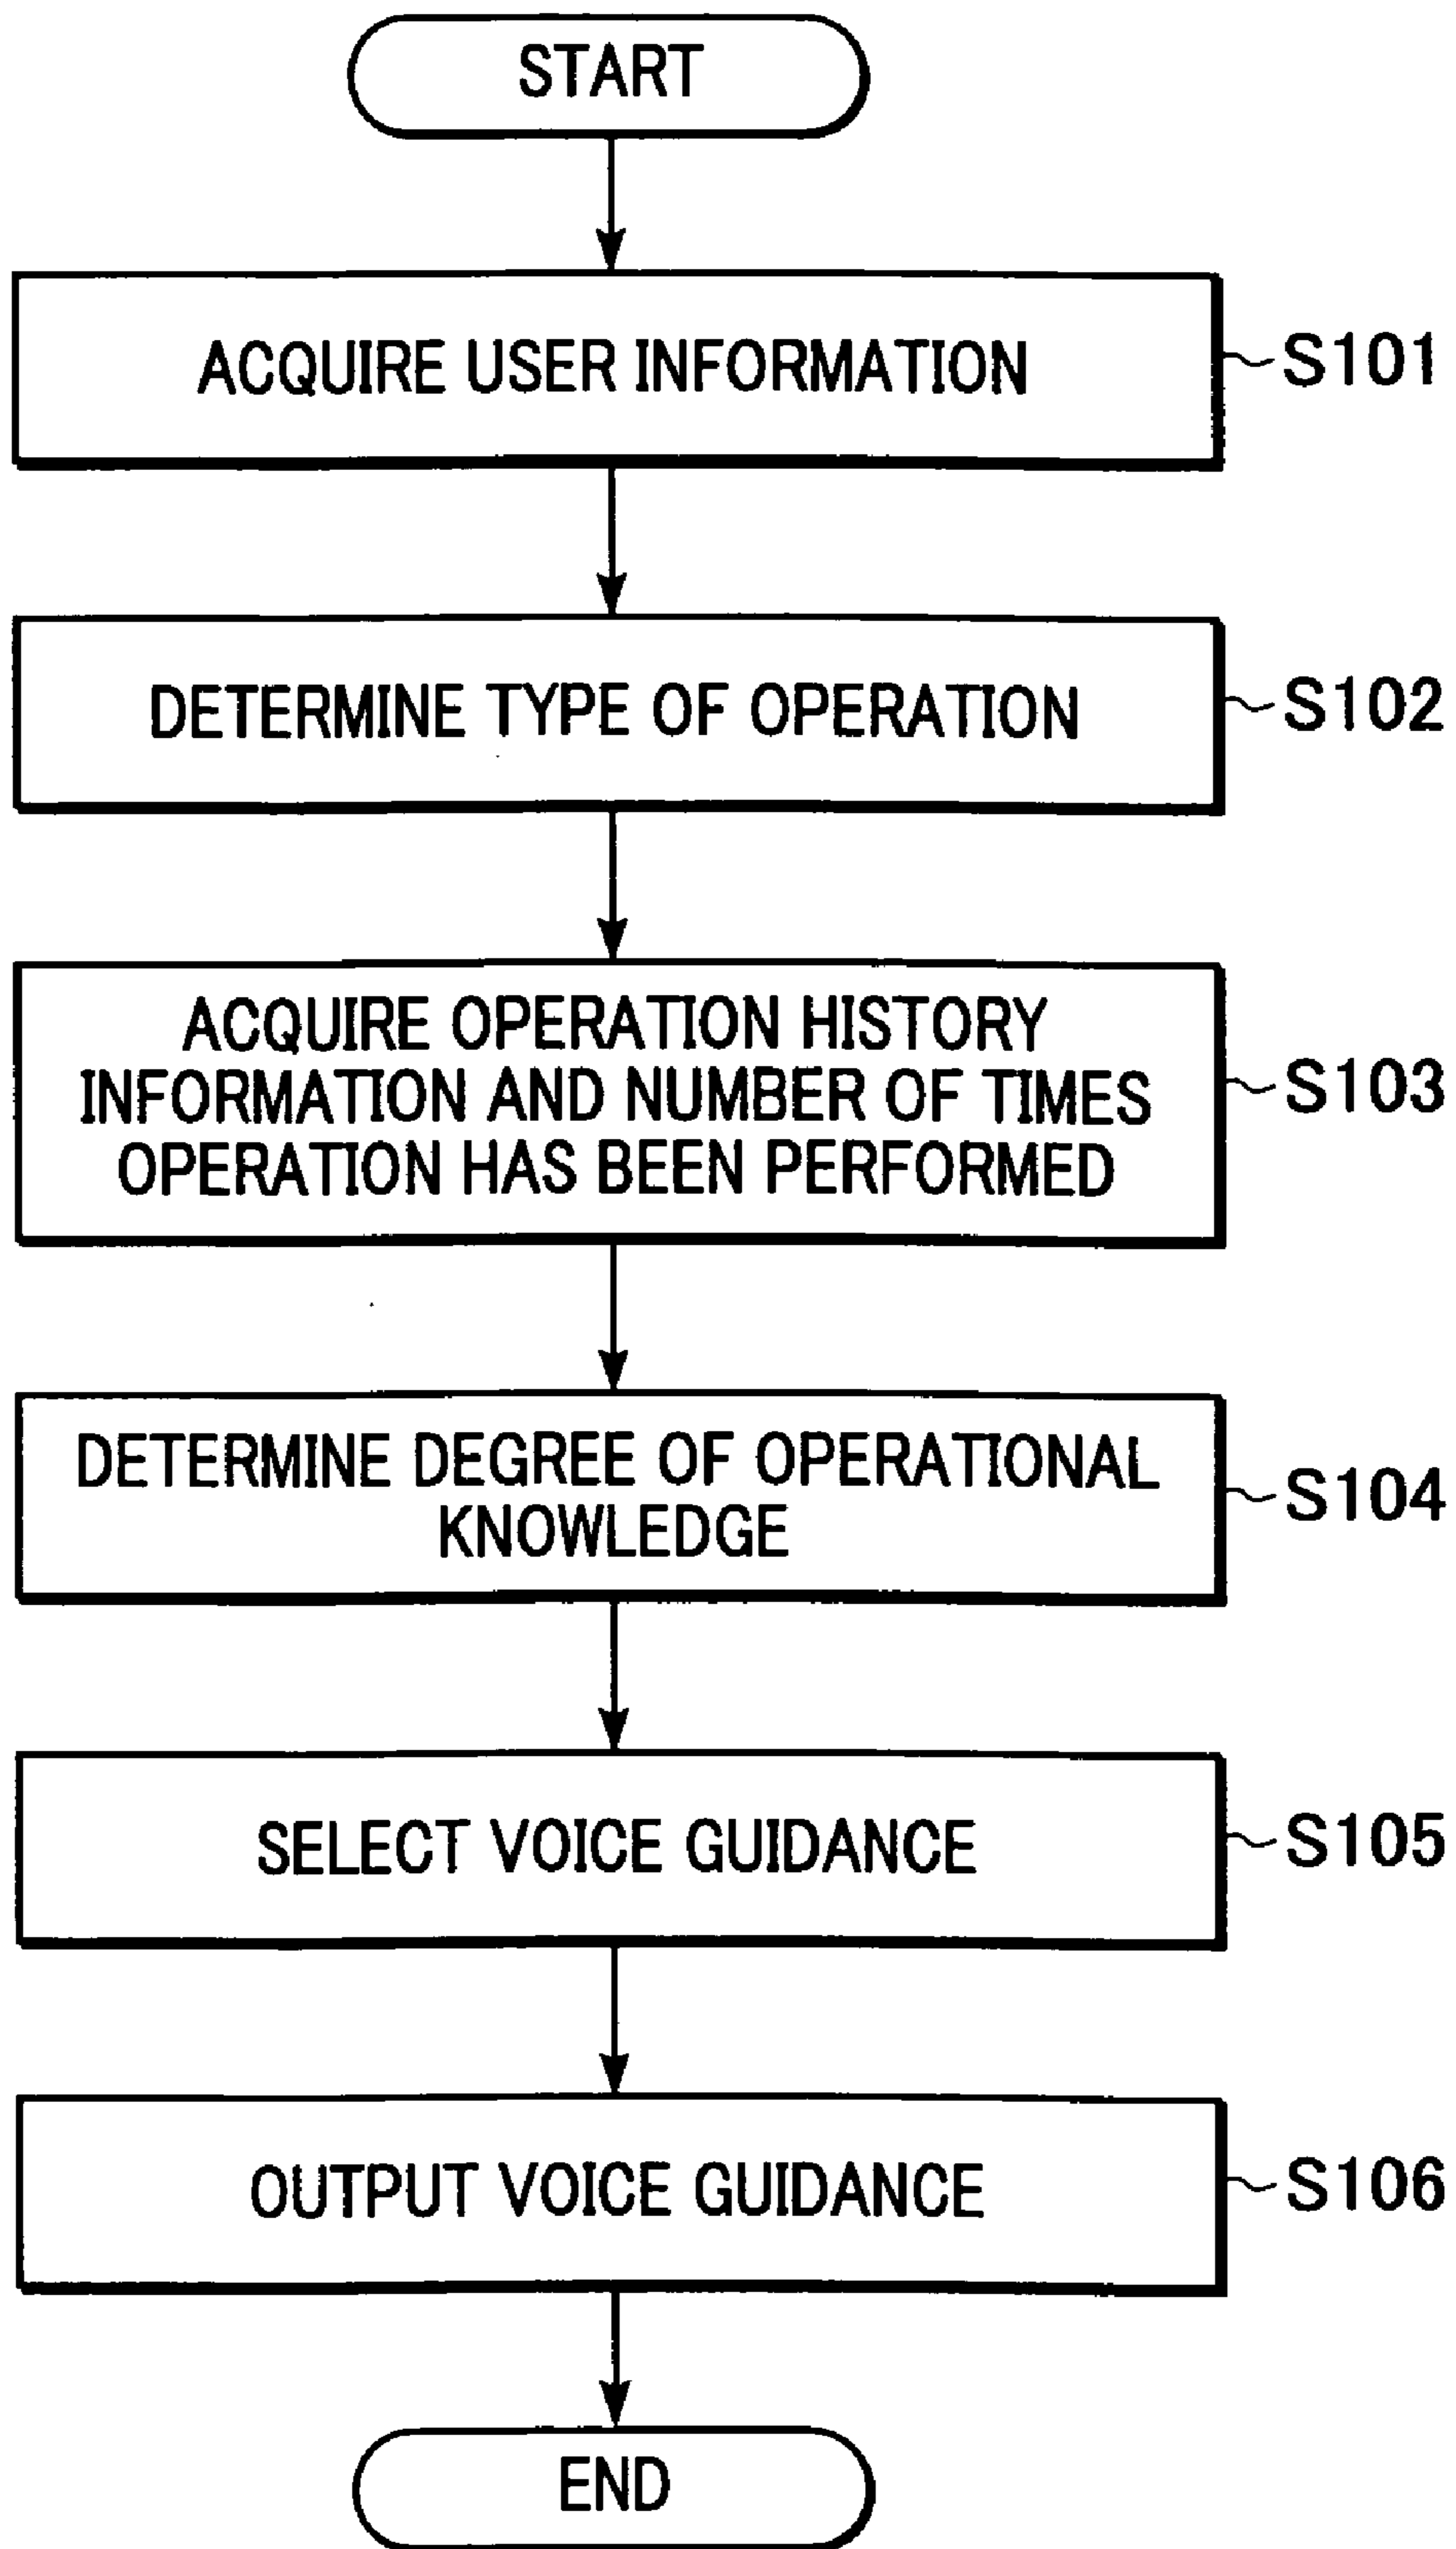 START
ACQUIRE USER INFORMATION
S101
DETERMINE TYPE OF OPERATION
S102
ACQUIRE OPERATION HISTORY
INFORMATION AND NUMBER OF TIMES
OPERATION HAS BEEN PERFORMED
S103
DETERMINE DEGREE OF OPERATIONAL
KNOWLEDGE
S104
SELECT VOICE GUIDANCE
S105
OUTPUT VOICE GUIDANCE
S106
END